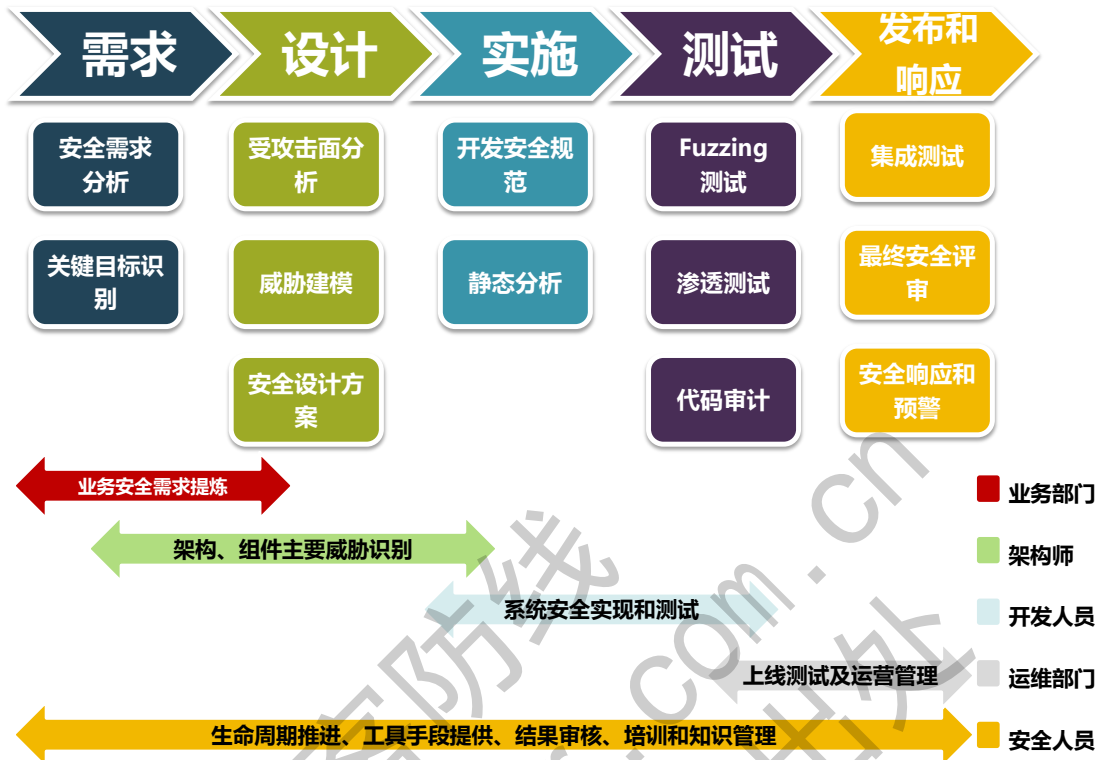 需求
设计
实施
测试
发布和
响应
安全需求
分析
受攻击面分
析
开发安全规
范
Fuzzing
测试
集成测试
关键目标识
别
威胁建模
静态分析
渗透测试
最终安全评
审
安全设计方
案
代码审计
安全响应和
预警
业务安全需求提炼
业务部门
架构、组件主要威胁识别
架构师
系统安全实现和测试
开发人员
上线测试及运营管理
运维部门
生命周期推进、工具手段提供、结果审核、培训和知识管理
安全人员
客防线
.com.cn
出处